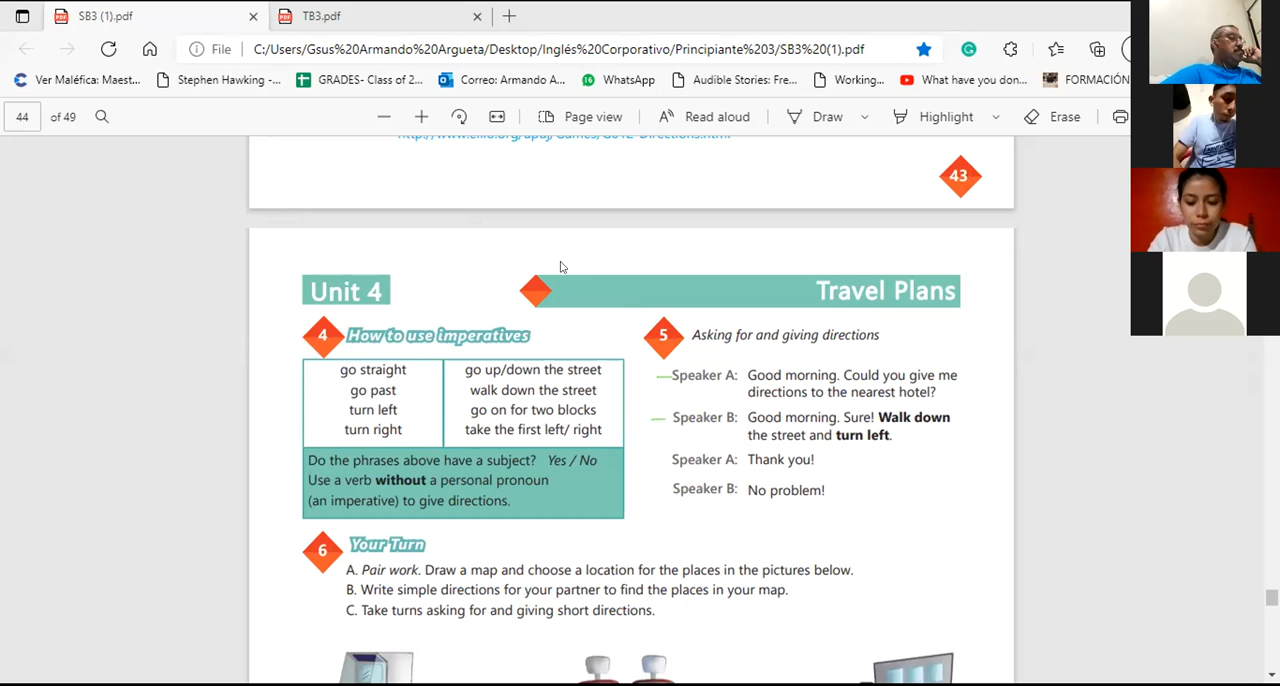 SB3 (1).pdf
TB3.pdf
File
C:/Users/Gsus%20Armando%20Argueta/Desktop/Inglés%20Corporativo/Principiante%203/SB3%20(1).pdf
Ver Maléfica: Maest...
Stephen Hawking -...
GRADES- Class of 2...
Correo: Armando A...
WhatsApp
Audible Stories: Fre...
Working...
What have you don...
FORMACIÓN
44 of 49
Page view
Read aloud
Draw
Highlight
Erase
43
Unit 4
Travel Plans
4 How to use imperatives
go straight
go past
turn left
turn right
go up/down the street
walk down the street
go on for two blocks
take the first left/ right
Do the phrases above have a subject? Yes / No
Use a verb without a personal pronoun
(an imperative) to give directions.
5 Asking for and giving directions
Speaker A: Good morning. Could you give me
directions to the nearest hotel?
Speaker B: Good morning. Sure! Walk down
the street and turn left.
Speaker A: Thank you!
Speaker B: No problem!
6 Your Turn
A. Pair work. Draw a map and choose a location for the places in the pictures below.
B. Write simple directions for your partner to find the places in your map.
C. Take turns asking for and giving short directions.